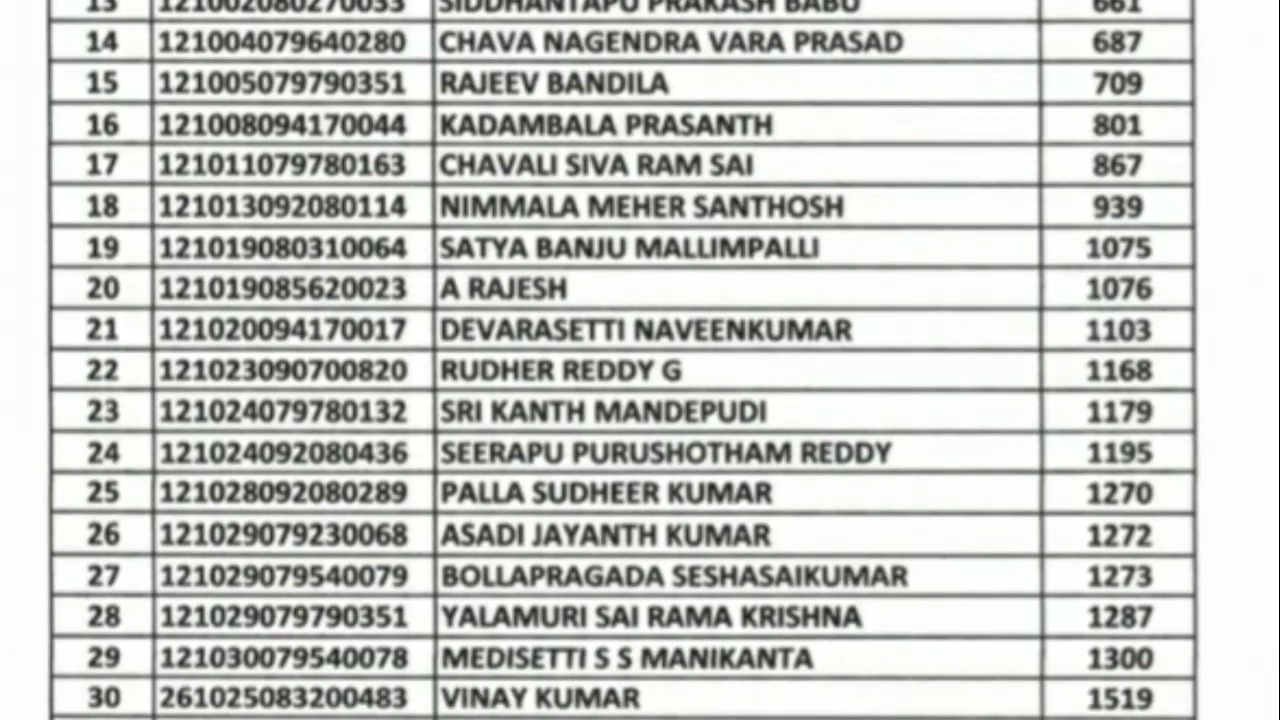 13 121002080270033 SIDDHANTAPU PRAKASH BABU 661
14 121004079640280 CHAVA NAGENDRA VARA PRASAD 687
15 121005079790351 RAJEEV BANDILA 709
16 121008094170044 KADAMBALA PRASANTH 801
17 121011079780163 CHAVALI SIVA RAM SAI 867
18 121013092080114 NIMMALA MEHER SANTHOSH 939
19 121019080310064 SATYA BANJU MALLIMPALLI 1075
20 121019085620023 A RAJESH 1076
21 121020094170017 DEVARASETTI NAVEENKUMAR 1103
22 121023090700820 RUDHER REDDY G 1168
23 121024079780132 SRI KANTH MANDEPUDI 1179
24 121024092080436 SEERAPU PURUSHOTHAM REDDY 1195
25 121028092080289 PALLA SUDHEER KUMAR 1270
26 121029079230068 ASADI JAYANTH KUMAR 1272
27 121029079540079 BOLLAPRAGADA SESHASAIKUMAR 1273
28 121029079790351 YALAMURI SAI RAMA KRISHNA 1287
29 121030079540078 MEDISETTI S S MANIKANTA 1300
30 261025083200483 VINAY KUMAR 1519